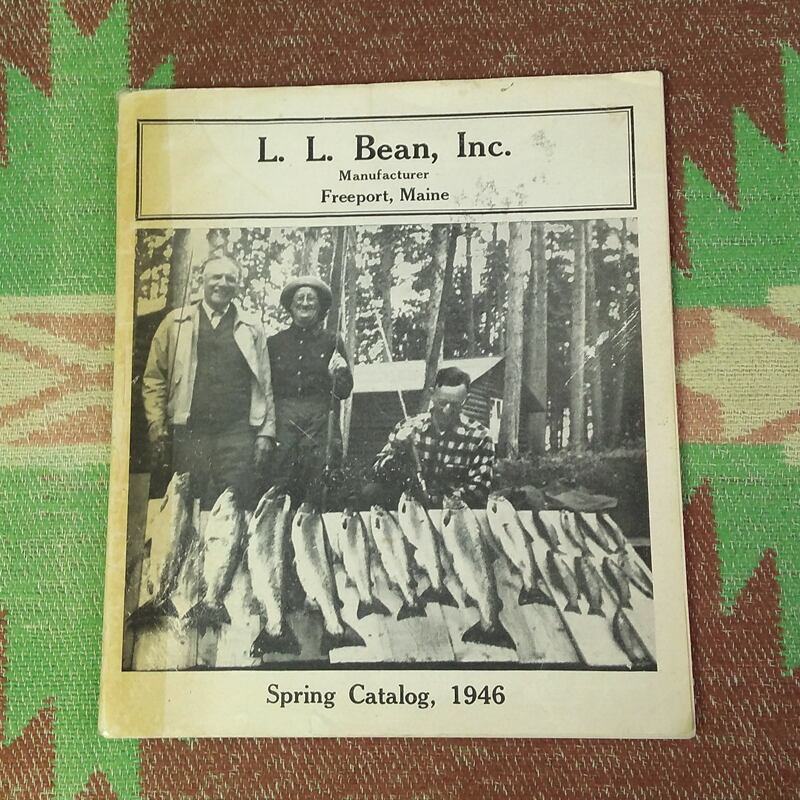 L. L. Bean, Inc.
Manufacturer
Freeport, Maine
Spring Catalog, 1946